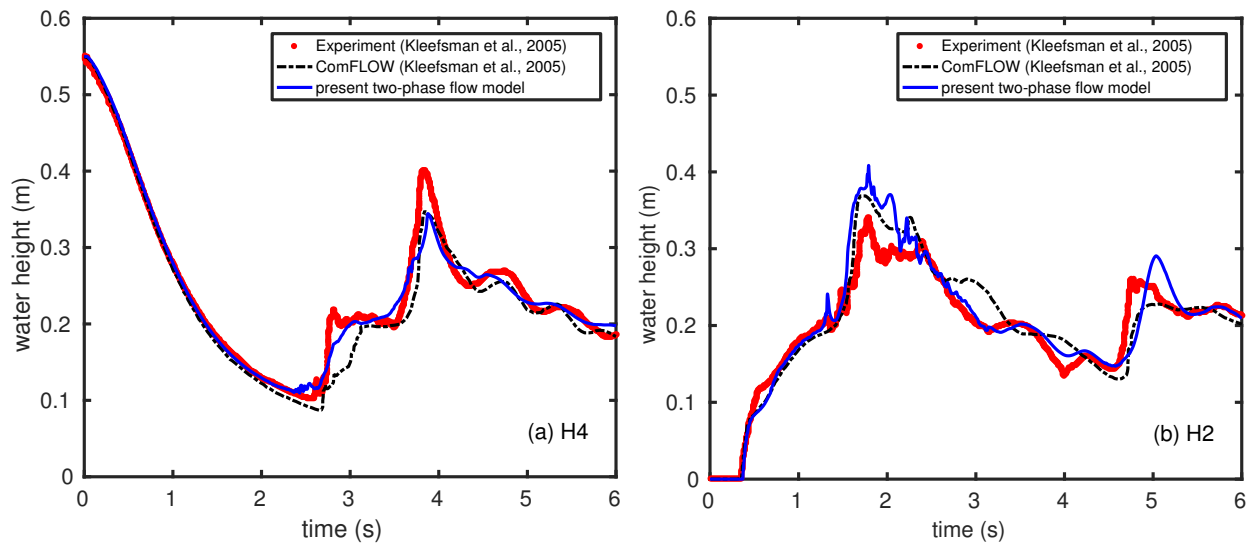 0.6
0.5
0.4
0.3
0.2
0.1
0
water height (m)
Experiment (Kleefsman et al., 2005)
ComFLOW (Kleefsman et al., 2005)
present two-phase flow model
(a) H4
0 1 2 3 4 5 6
time (s)
0.6
0.5
0.4
0.3
0.2
0.1
0
water height (m)
Experiment (Kleefsman et al., 2005)
ComFLOW (Kleefsman et al., 2005)
present two-phase flow model
(b) H2
0 1 2 3 4 5 6
time (s)